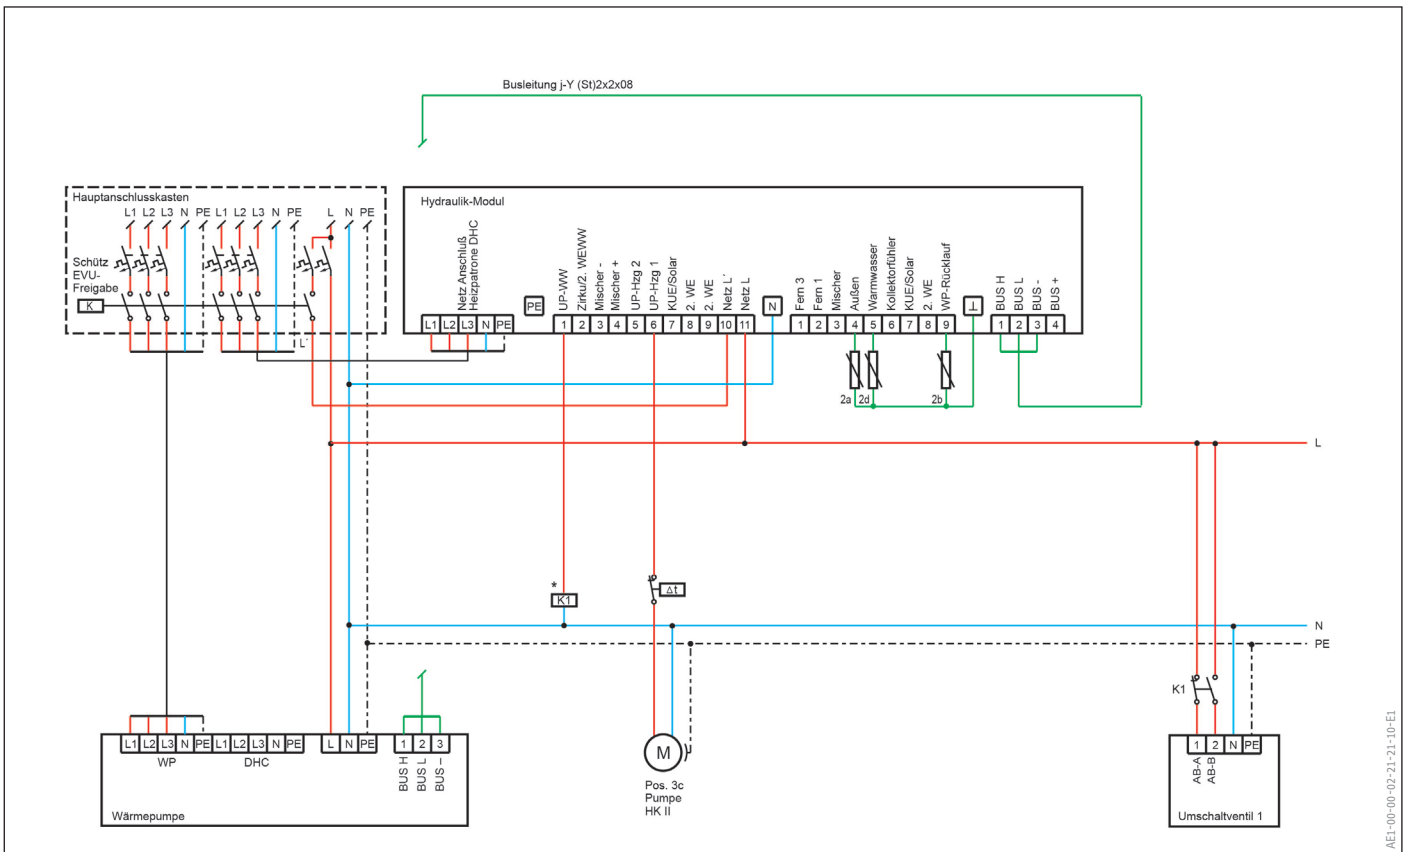 Busleitung j-Y (St)2x2x08
Hauptanschlusskasten
L1 L2 L3 N PE L1 L2 L3 N PE L N PE
Schütz
EVU-
Freigabe
K
L´
Hydraulik-Modul
Netz Anschluß
Heizpatrone DHC
L1 L2 L3 N PE
PE
UP-WW
Zirku/2. WEWW
Mischer -
Mischer +
UP-Hzg 2
UP-Hzg 1
KUE/Solar
2. WE
2. WE
Netz L´
Netz L
1 2 3 4 5 6 7 8 9 10 11
N
Fern 3
Fern 1
Mischer
Außen
Warmwasser
Kollektorfühler
KUE/Solar
2. WE
WP-Rücklauf
1 2 3 4 5 6 7 8 9
⊥
BUS H
BUS L
BUS -
BUS +
1 2 3 4
2a 2d 2b
L
*
K1
Δt
N
PE
K1
L1 L2 L3 N PE L1 L2 L3 N PE L N PE 1 2 3
WP DHC
BUS H
BUS L
BUS –
Wärmepumpe
M
Pos. 3c
Pumpe
HK II
1 2 N PE
AB-A
AB-B
Umschaltventil 1
AE1-00-00-02-21-21-10-E1